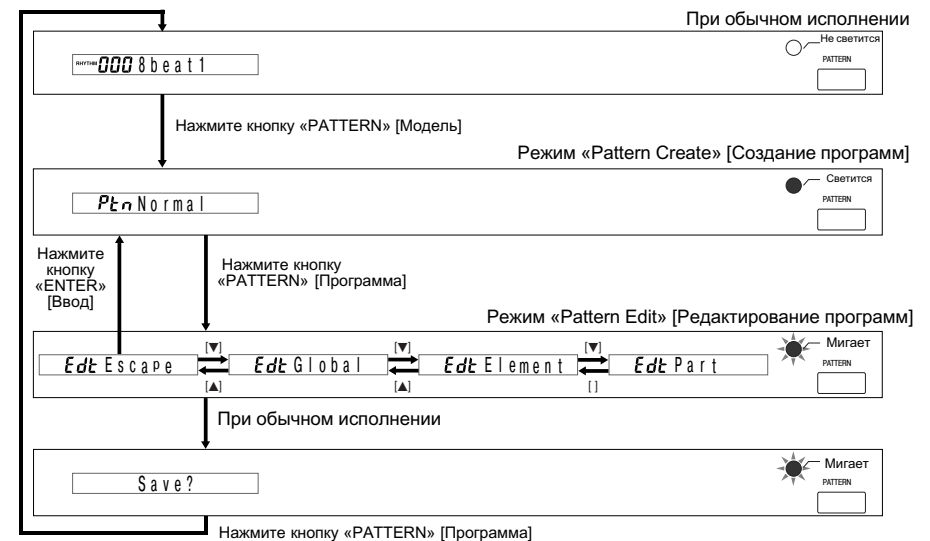 При обычном исполнении
Не светится
PATTERN
RHYTHM 000 8beat1
Нажмите кнопку «PATTERN» [Модель]
Режим «Pattern Create» [Создание программ]
Светится
PATTERN
Ptn Normal
Нажмите
кнопку
«ENTER»
[Ввод]
Нажмите кнопку
«PATTERN» [Программа]
Режим «Pattern Edit» [Редактирование программ]
Мигает
PATTERN
[▼] [▼] [▼]
Edt Escape Edt Global Edt Element Edt Part
[▲] [▲] [ ]
При обычном исполнении
Мигает
PATTERN
Save?
Нажмите кнопку «PATTERN» [Программа]